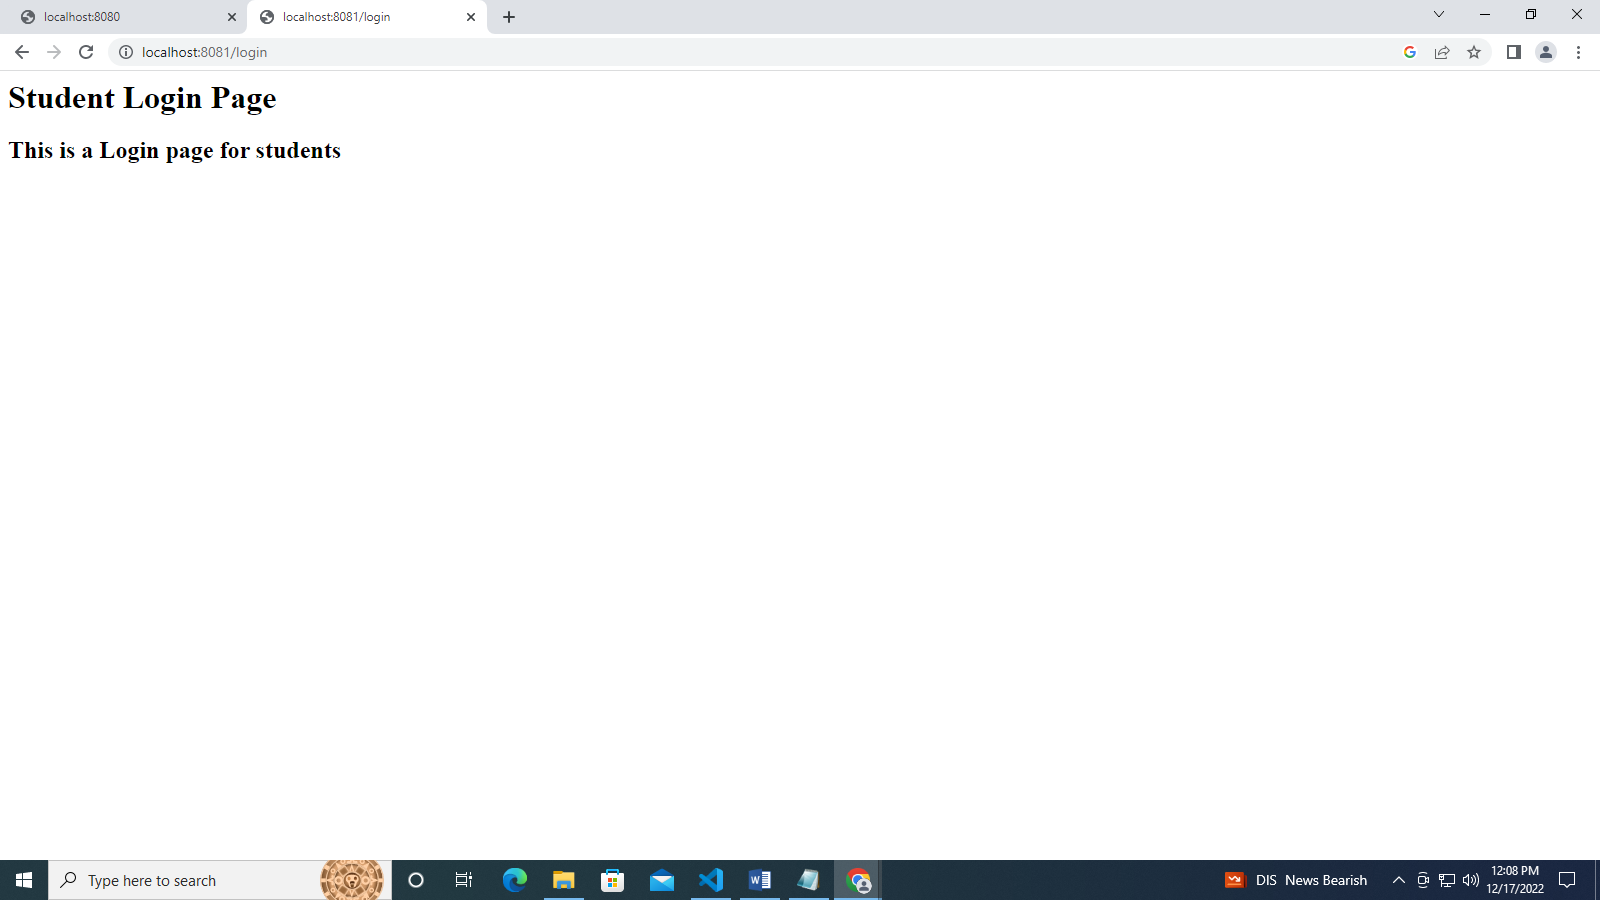 localhost:8080
localhost:8081/login
localhost:8081/login
Student Login Page
This is a Login page for students
Type here to search
DIS News Bearish
12:08 PM
12/17/2022